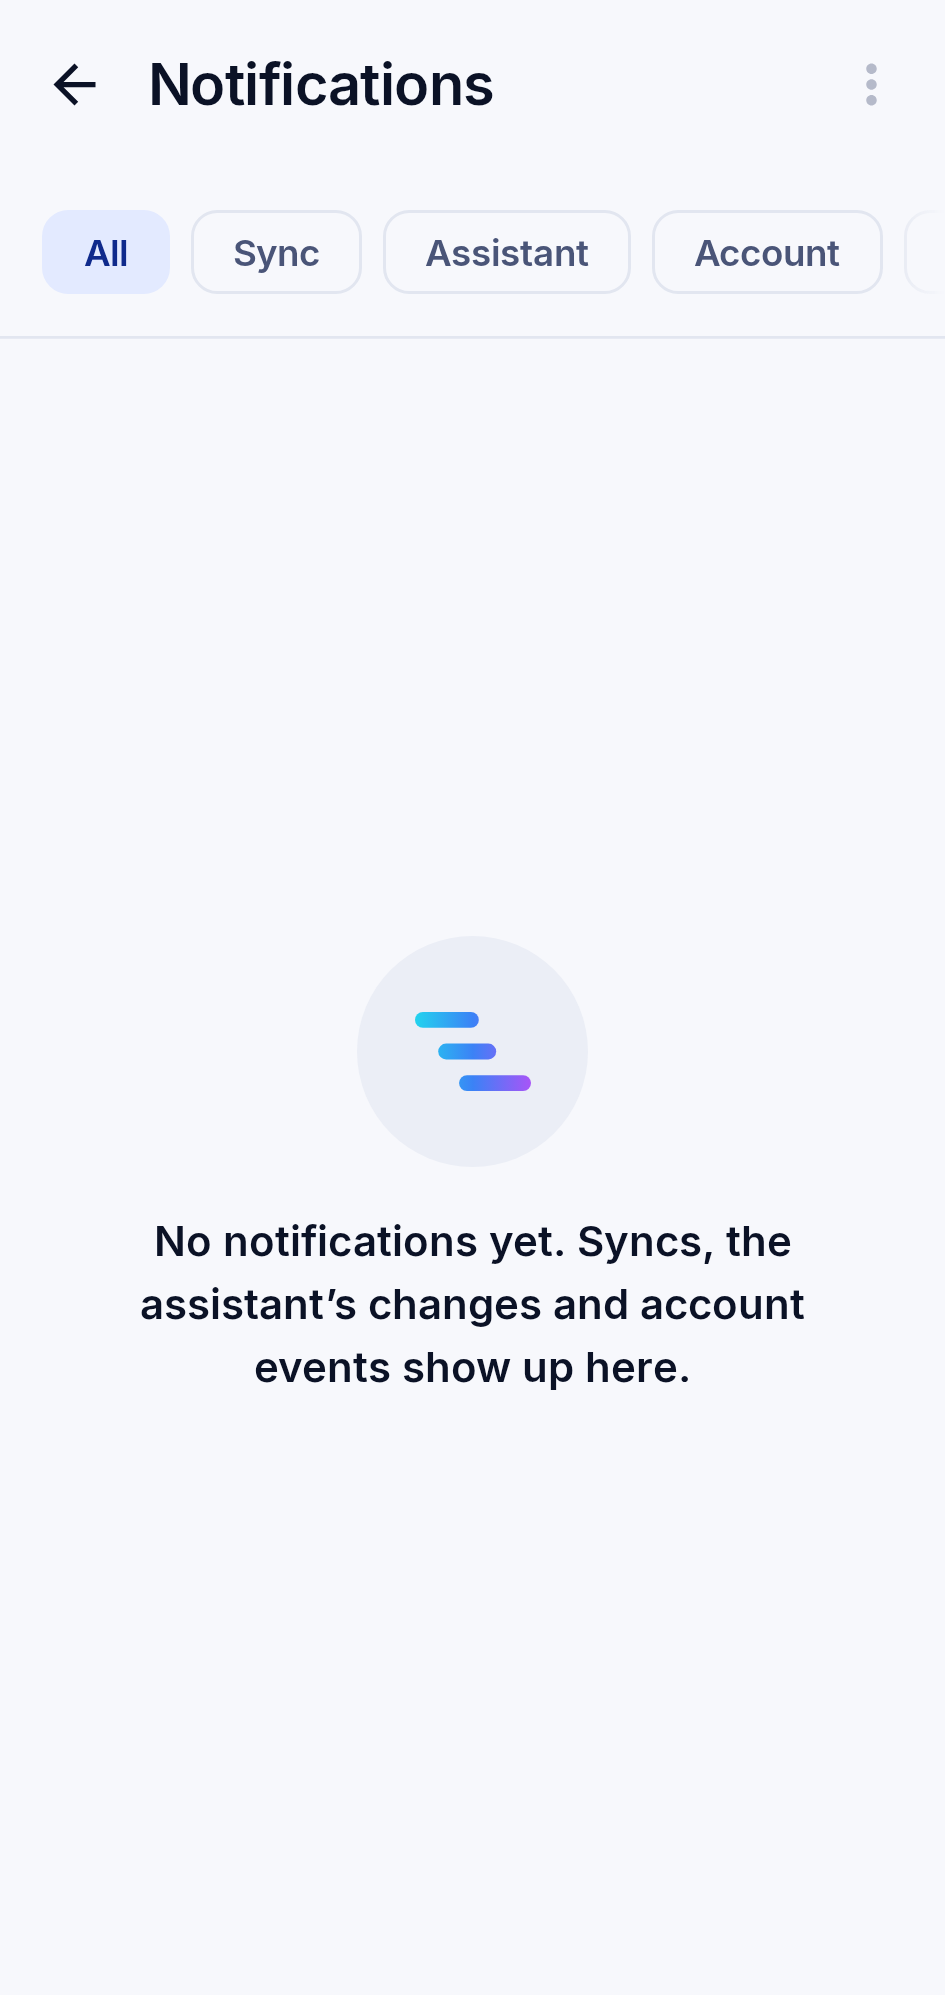 Notifications
All
Sync
Assistant
Account
No notifications yet. Syncs, the
assistant’s changes and account
events show up here.